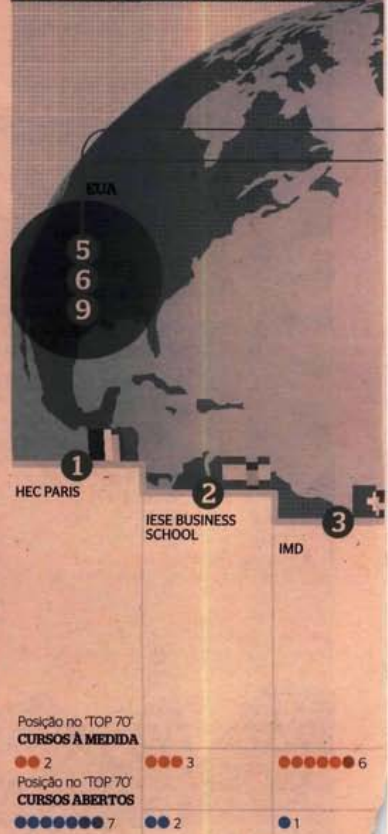 EUA
5
6
9
1
HEC PARIS
2
IESE BUSINESS
SCHOOL
3
IMD
Posição no 'TOP 70'
CURSOS À MEDIDA
2
3
6
Posição no 'TOP 70'
CURSOS ABERTOS
7
2
1